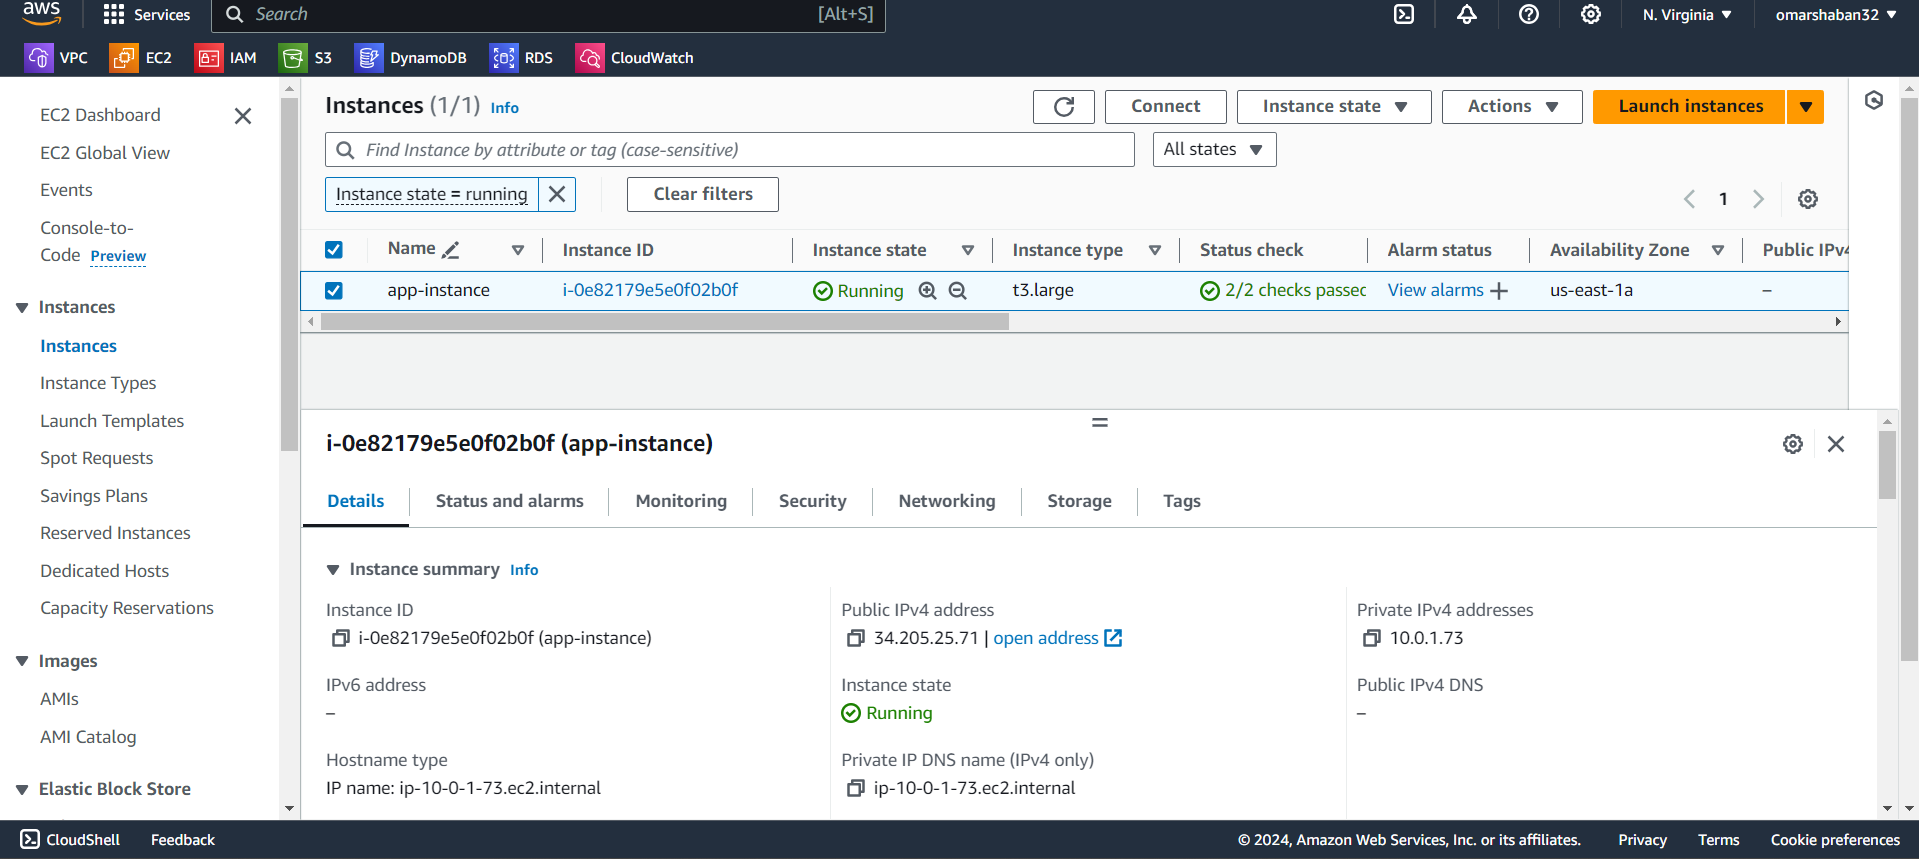 aws
Services
Search
[Alt+S]
N. Virginia
omarshaban32
VPC
EC2
IAM
S3
DynamoDB
RDS
CloudWatch
EC2 Dashboard
EC2 Global View
Events
Console-to-
Code Preview
Instances
Instances
Instance Types
Launch Templates
Spot Requests
Savings Plans
Reserved Instances
Dedicated Hosts
Capacity Reservations
Images
AMIs
AMI Catalog
Elastic Block Store
Instances (1/1) Info
Connect
Instance state
Actions
Launch instances
Find Instance by attribute or tag (case-sensitive)
All states
Instance state = running
Clear filters
1
Name
Instance ID
Instance state
Instance type
Status check
Alarm status
Availability Zone
Public IPv4
app-instance
i-0e82179e5e0f02b0f
Running
t3.large
2/2 checks passed
View alarms
us-east-1a
–
i-0e82179e5e0f02b0f (app-instance)
Details
Status and alarms
Monitoring
Security
Networking
Storage
Tags
Instance summary Info
Instance ID
i-0e82179e5e0f02b0f (app-instance)
Public IPv4 address
34.205.25.71 | open address
Private IPv4 addresses
10.0.1.73
IPv6 address
–
Instance state
Running
Public IPv4 DNS
–
Hostname type
IP name: ip-10-0-1-73.ec2.internal
Private IP DNS name (IPv4 only)
ip-10-0-1-73.ec2.internal
CloudShell
Feedback
© 2024, Amazon Web Services, Inc. or its affiliates.
Privacy
Terms
Cookie preferences